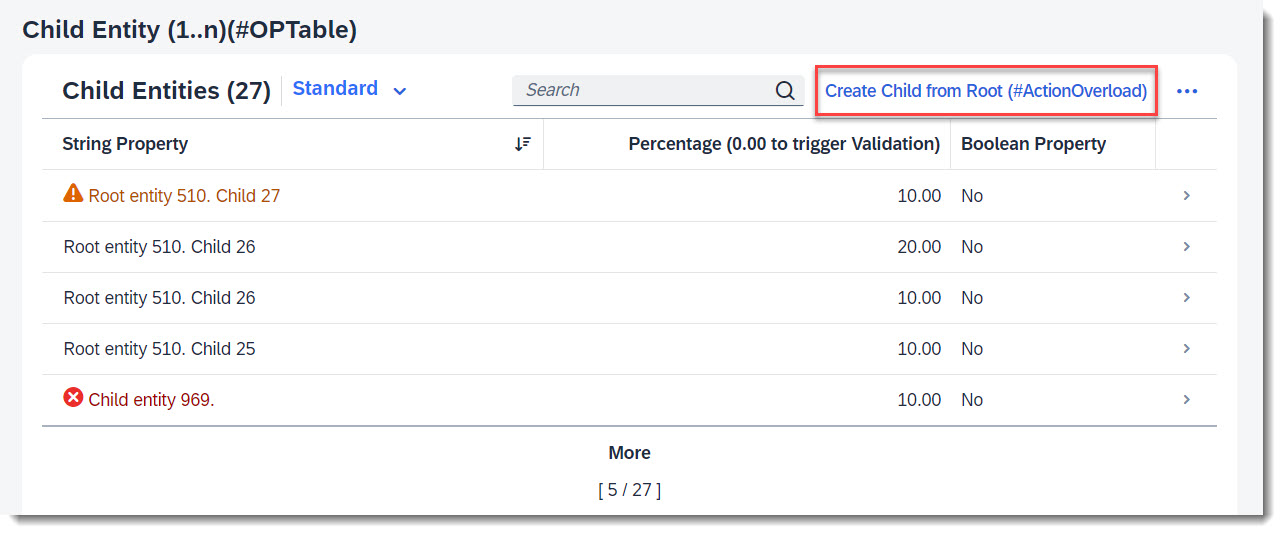 Child Entity (1..n)(#OPTable)
Child Entities (27) Standard Search Create Child from Root (#ActionOverload)
String Property Percentage (0.00 to trigger Validation) Boolean Property
Root entity 510. Child 27 10.00 No
Root entity 510. Child 26 20.00 No
Root entity 510. Child 26 10.00 No
Root entity 510. Child 25 10.00 No
Child entity 969. 10.00 No
More
[ 5 / 27 ]